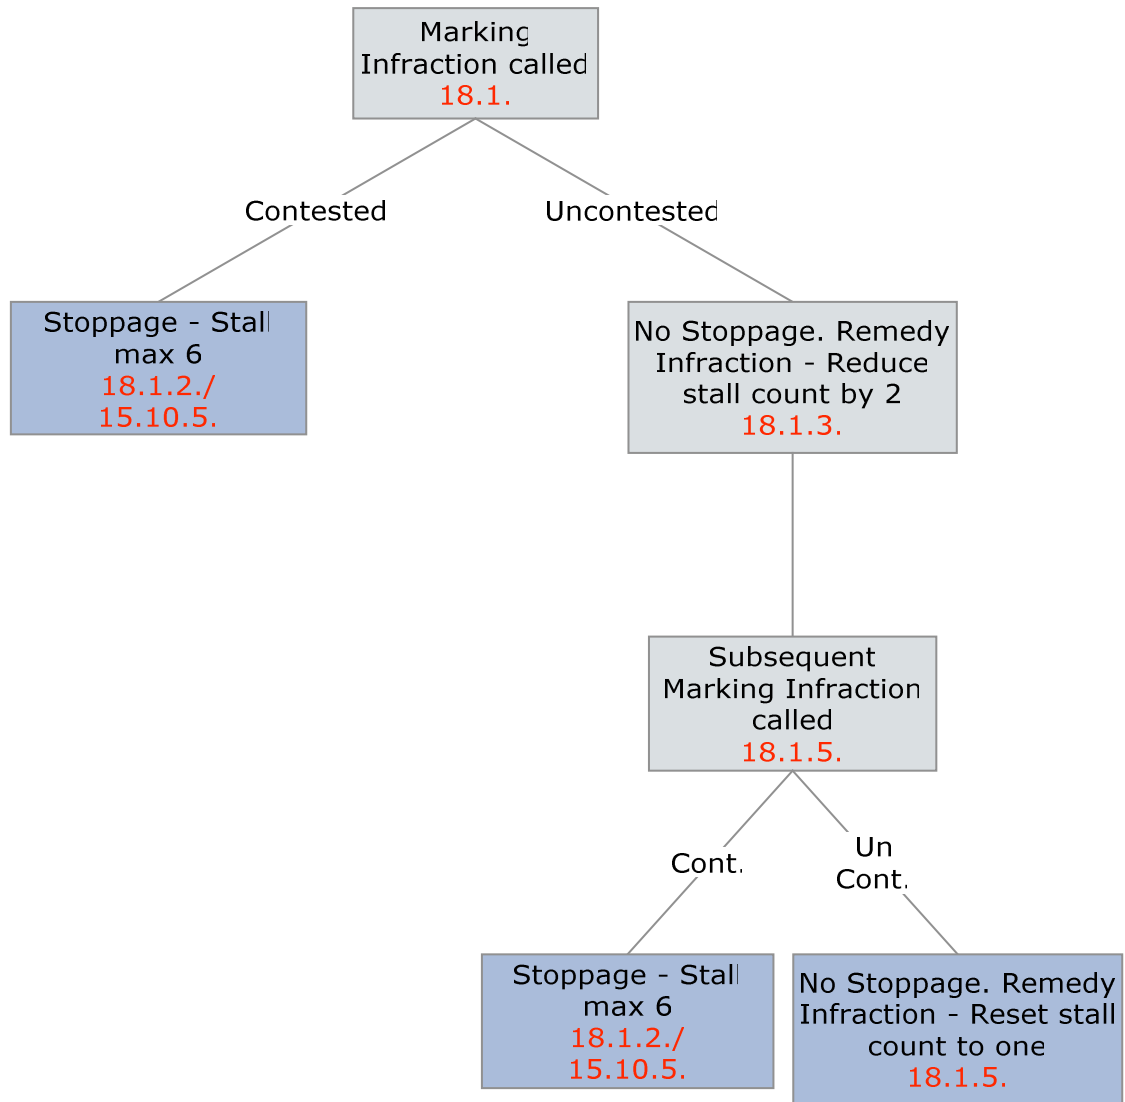 Marking
Infraction called
18.1.
Contested
Uncontested
Stoppage - Stall
max 6
18.1.2./
15.10.5.
No Stoppage. Remedy
Infraction - Reduce
stall count by 2
18.1.3.
Subsequent
Marking Infraction
called
18.1.5.
Cont.
Un
Cont.
Stoppage - Stall
max 6
18.1.2./
15.10.5.
No Stoppage. Remedy
Infraction - Reset stall
count to one
18.1.5.